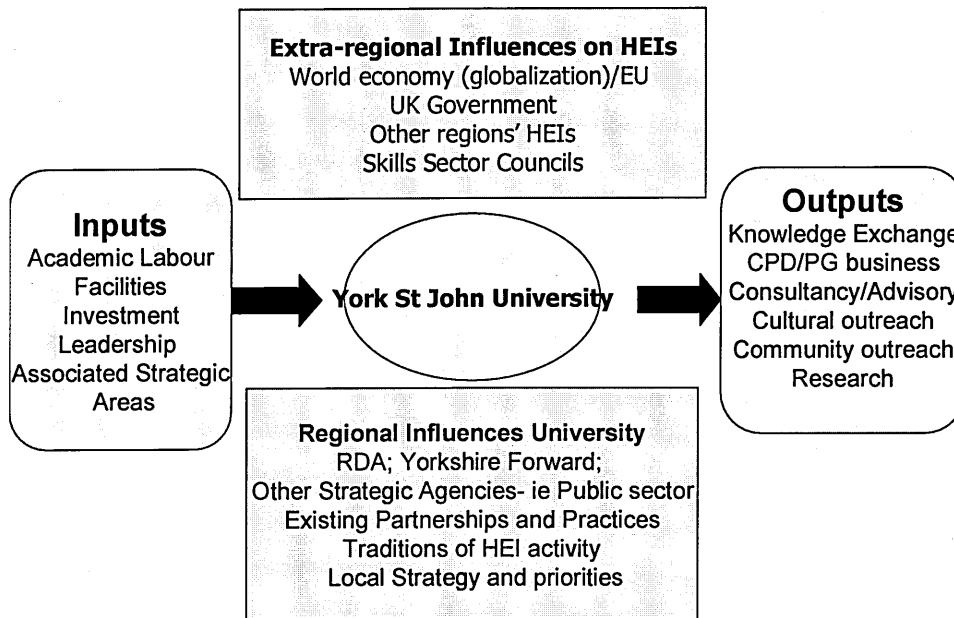 Extra-regional Influences on HEIs
World economy (globalization)/EU
UK Government
Other regions' HEIs
Skills Sector Councils
Inputs
Academic Labour
Facilities
Investment
Leadership
Associated Strategic
Areas
York St John University
Outputs
Knowledge Exchange
CPD/PG business
Consultancy/Advisory
Cultural outreach
Community outreach
Research
Regional Influences University
RDA; Yorkshire Forward;
Other Strategic Agencies- ie Public sector
Existing Partnerships and Practices
Traditions of HEI activity
Local Strategy and priorities